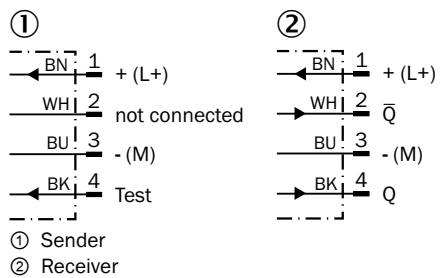 ① ②
BN 1 + (L+) BN 1 + (L+)
WH 2 not connected WH 2 Q̅
BU 3 - (M) BU 3 - (M)
BK 4 Test BK 4 Q
① Sender
② Receiver